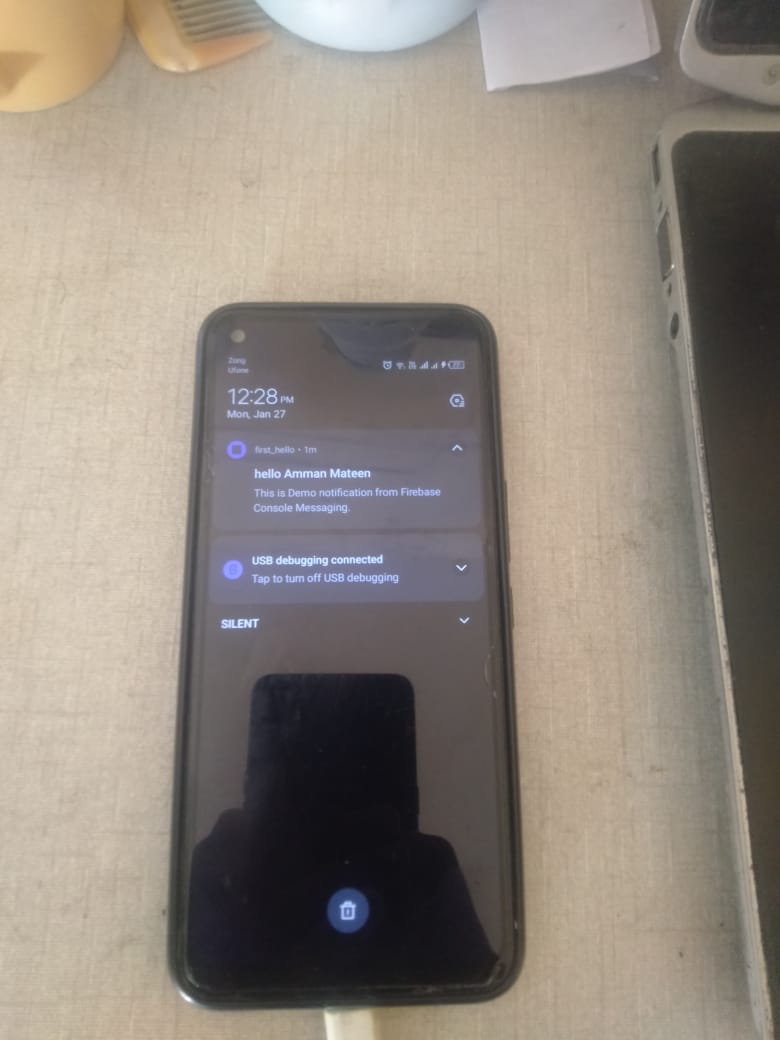 Zong
Ufone
12:28 PM
Mon, Jan 27
first_hello • 1m
hello Amman Mateen
This is Demo notification from Firebase
Console Messaging.
USB debugging connected
Tap to turn off USB debugging
SILENT